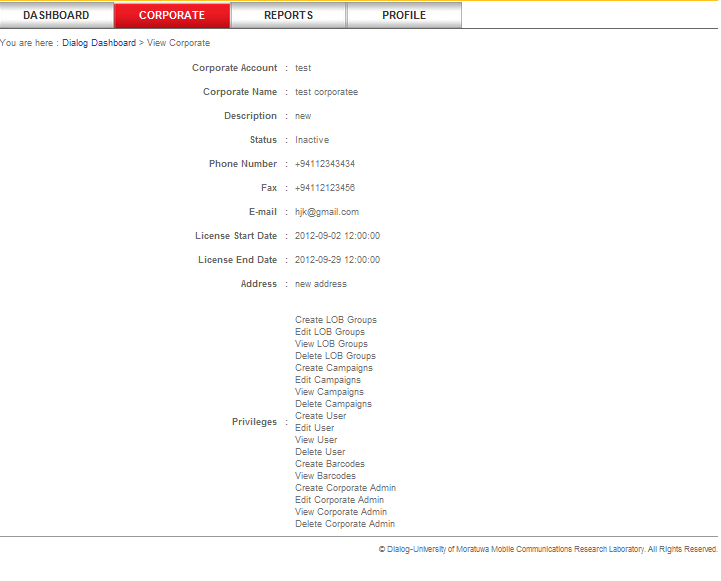 DASHBOARD CORPORATE REPORTS PROFILE
You are here : Dialog Dashboard > View Corporate
Corporate Account : test
Corporate Name : test corporatee
Description : new
Status : Inactive
Phone Number : +94112343434
Fax : +94112123456
E-mail : hjk@gmail.com
License Start Date : 2012-09-02 12:00:00
License End Date : 2012-09-29 12:00:00
Address : new address
Privileges :
Create LOB Groups
Edit LOB Groups
View LOB Groups
Delete LOB Groups
Create Campaigns
Edit Campaigns
View Campaigns
Delete Campaigns
Create User
Edit User
View User
Delete User
Create Barcodes
View Barcodes
Create Corporate Admin
Edit Corporate Admin
View Corporate Admin
Delete Corporate Admin
© Dialog-University of Moratuwa Mobile Communications Research Laboratory. All Rights Reserved.